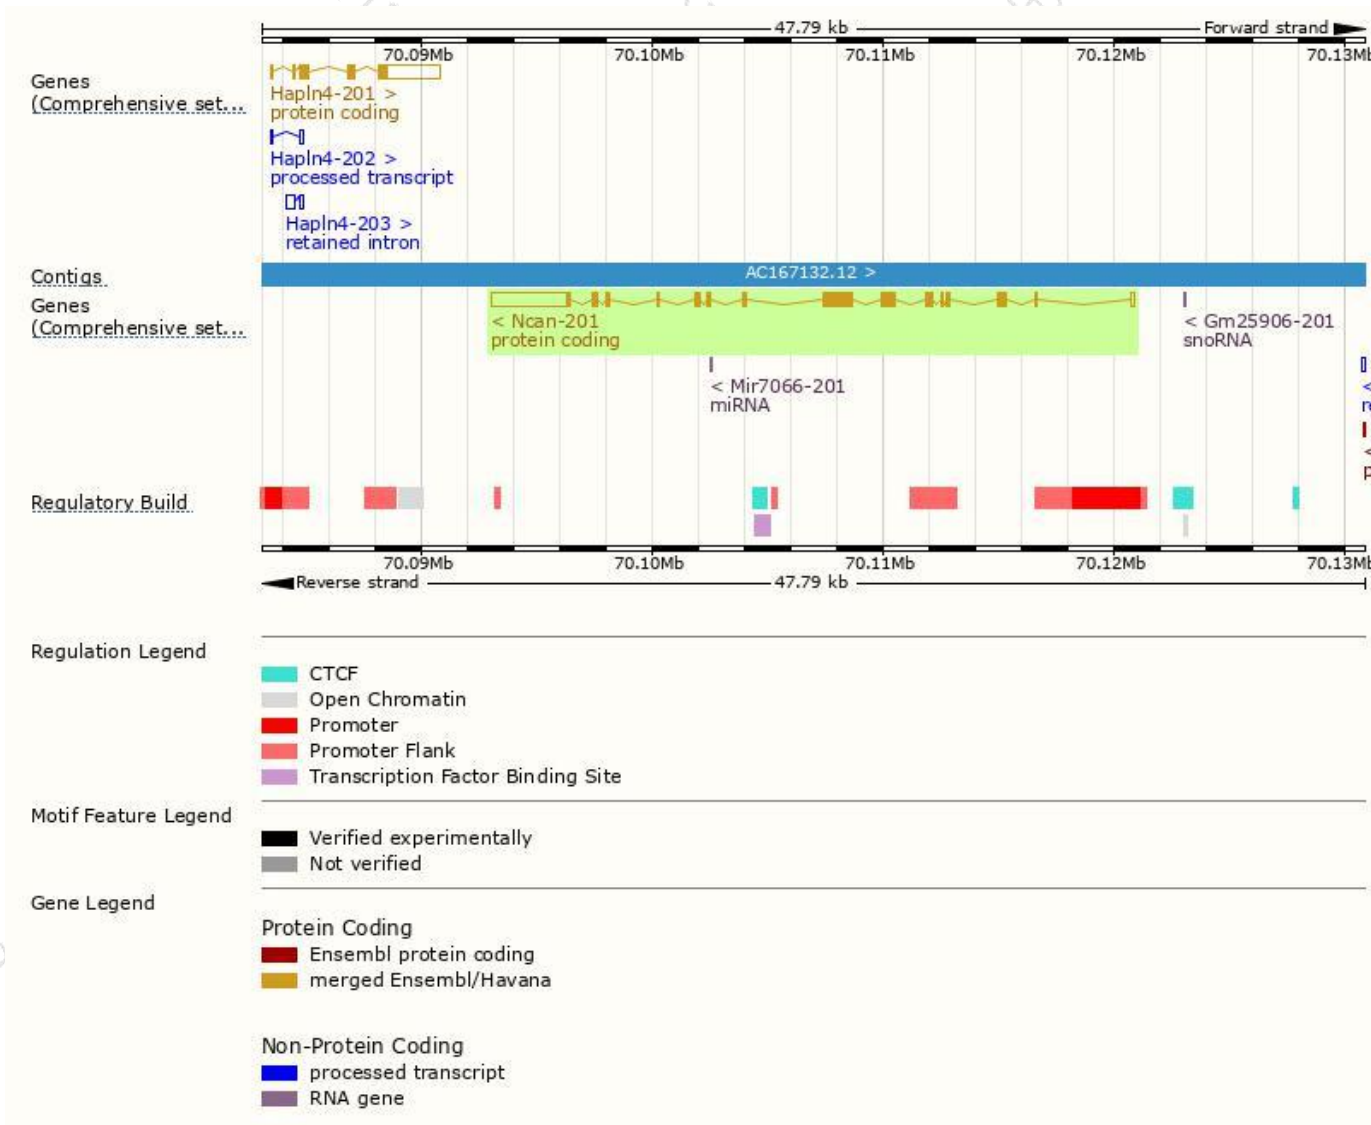 47.79 kb Forward strand
70.09Mb 70.10Mb 70.11Mb 70.12Mb 70.13Mb
Genes
(Comprehensive set...
Hapln4-201 >
protein coding
Hapln4-202 >
processed transcript
Hapln4-203 >
retained intron
Contigs
AC167132.12 >
Genes
(Comprehensive set...
< Ncan-201
protein coding
< Gm25906-201
snoRNA
< Mir7066-201
miRNA
<
<
Regulatory Build
70.09Mb 70.10Mb 70.11Mb 70.12Mb 70.13Mb
Reverse strand 47.79 kb
Regulation Legend
CTCF
Open Chromatin
Promoter
Promoter Flank
Transcription Factor Binding Site
Motif Feature Legend
Verified experimentally
Not verified
Gene Legend
Protein Coding
Ensembl protein coding
merged Ensembl/Havana
Non-Protein Coding
processed transcript
RNA gene